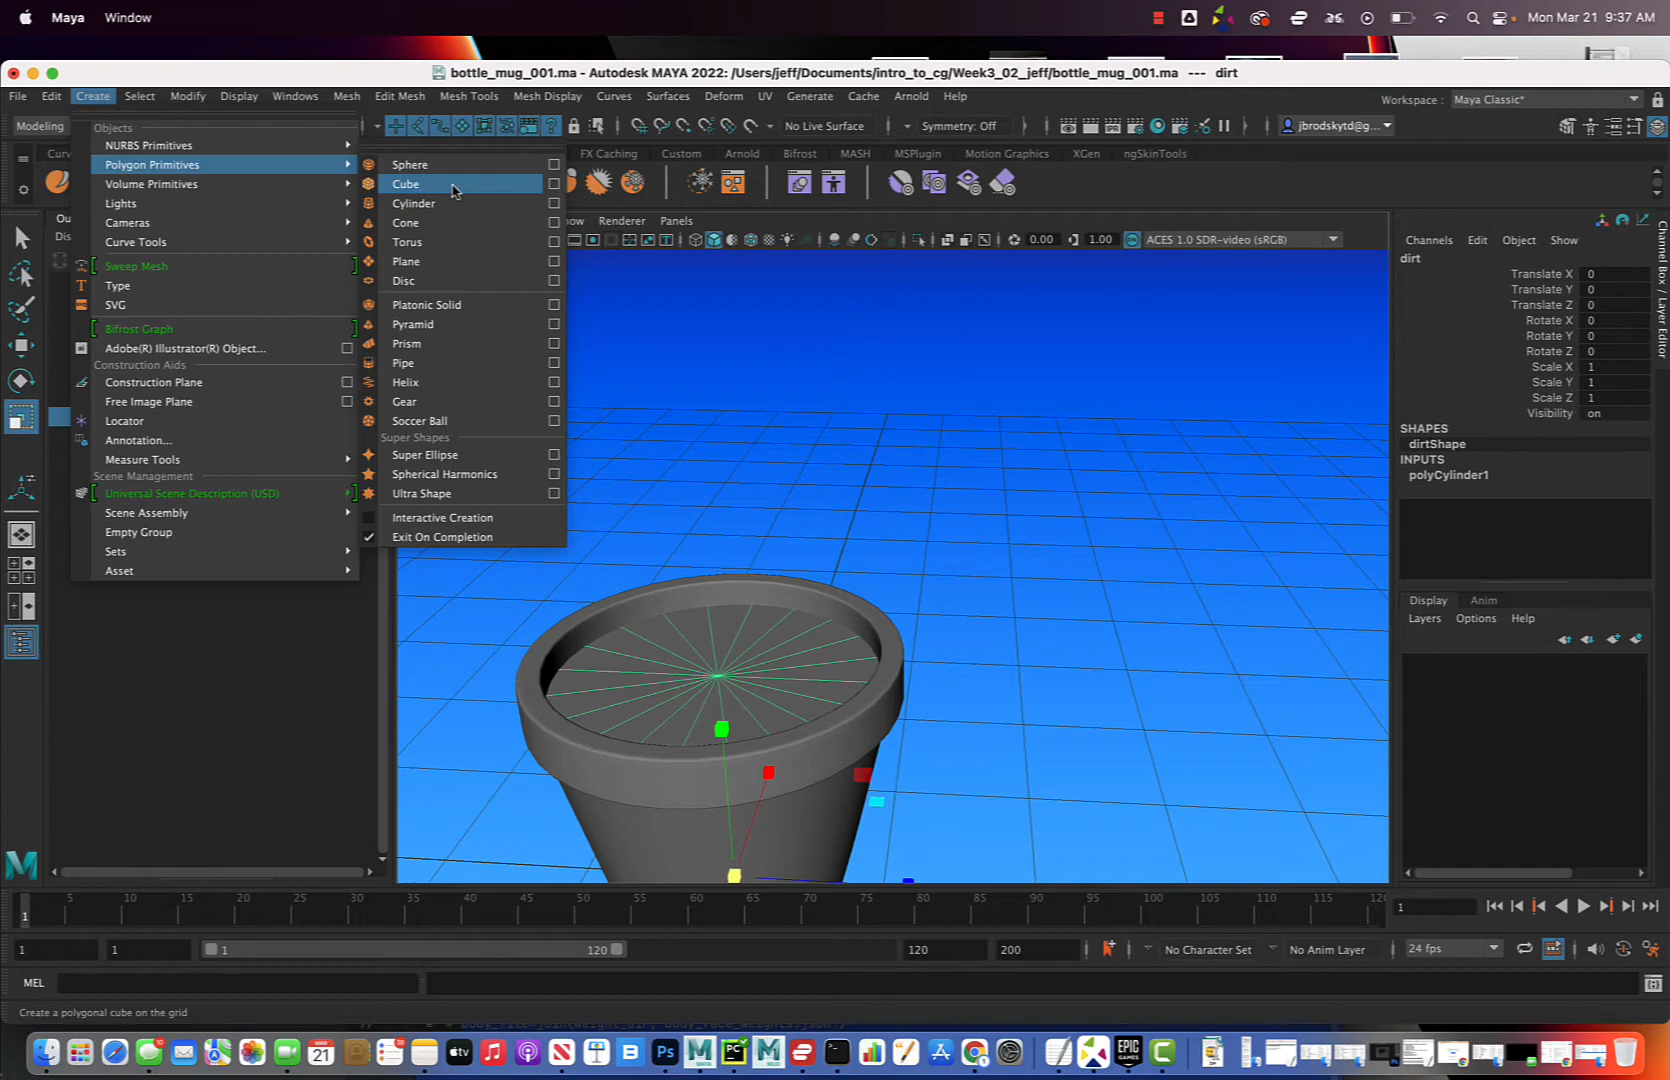 Maya Window Mon Mar 21 9:37 AM
bottle_mug_001.ma - Autodesk MAYA 2022: /Users/jeff/Documents/intro_to_cg/Week3_02_jeff/bottle_mug_001.ma --- dirt
File Edit Create Select Modify Display Windows Mesh Edit Mesh Mesh Tools Mesh Display Curves Surfaces Deform UV Generate Cache Arnold Help Workspace : Maya Classic*
Modeling No Live Surface Symmetry: Off jbrodskytd@g...
FX Caching Custom Arnold Bifrost MASH MSPlugin Motion Graphics XGen ngSkinTools
Objects
NURBS Primitives
Polygon Primitives
Volume Primitives
Lights
Cameras
Curve Tools
Sweep Mesh
Type
SVG
Bifrost Graph
Adobe(R) Illustrator(R) Object...
Construction Aids
Construction Plane
Free Image Plane
Locator
Annotation...
Measure Tools
Scene Management
Universal Scene Description (USD)
Scene Assembly
Empty Group
Sets
Asset
Sphere
Cube
Cylinder
Cone
Torus
Plane
Disc
Platonic Solid
Pyramid
Prism
Pipe
Helix
Gear
Soccer Ball
Super Shapes
Super Ellipse
Spherical Harmonics
Ultra Shape
Interactive Creation
Exit On Completion
Renderer Panels
0.00 1.00 ACES 1.0 SDR-video (sRGB)
Channels Edit Object Show
dirt
Translate X 0
Translate Y 0
Translate Z 0
Rotate X 0
Rotate Y 0
Rotate Z 0
Scale X 1
Scale Y 1
Scale Z 1
Visibility on
SHAPES
dirtShape
INPUTS
polyCylinder1
Channel Box / Layer Editor
Display Anim
Layers Options Help
5 10 15 20 25 30 35 40 45 50 55 60 65 70 75 80 85 90 95 100 105 110 115
1 1
1 1 1 120 120 200 No Character Set No Anim Layer 24 fps
MEL
Create a polygonal cube on the grid